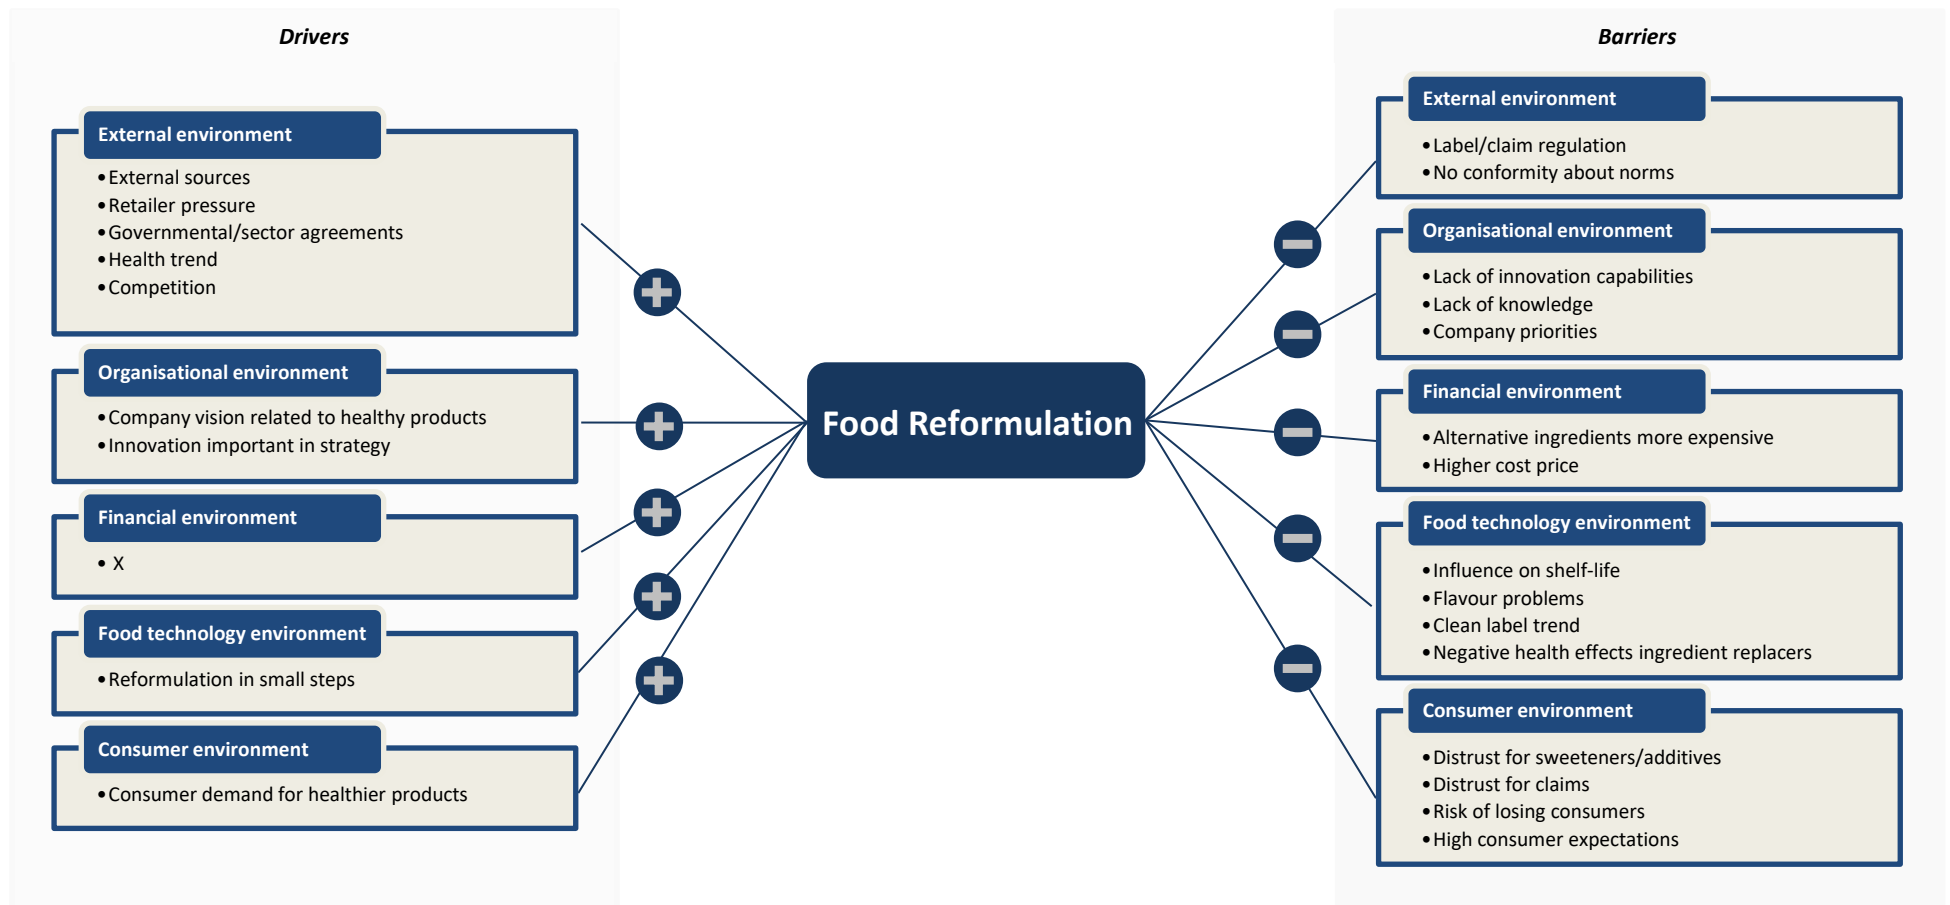 Drivers
External environment
•External sources
•Retailer pressure
•Governmental/sector agreements
•Health trend
•Competition
Organisational environment
•Company vision related to healthy products
•Innovation important in strategy
Financial environment
• X
Food technology environment
•Reformulation in small steps
Consumer environment
•Consumer demand for healthier products
Food Reformulation
Barriers
External environment
•Label/claim regulation
•No conformity about norms
Organisational environment
•Lack of innovation capabilities
•Lack of knowledge
•Company priorities
Financial environment
•Alternative ingredients more expensive
•Higher cost price
Food technology environment
•Influence on shelf-life
•Flavour problems
•Clean label trend
•Negative health effects ingredient replacers
Consumer environment
•Distrust for sweeteners/additives
•Distrust for claims
•Risk of losing consumers
•High consumer expectations